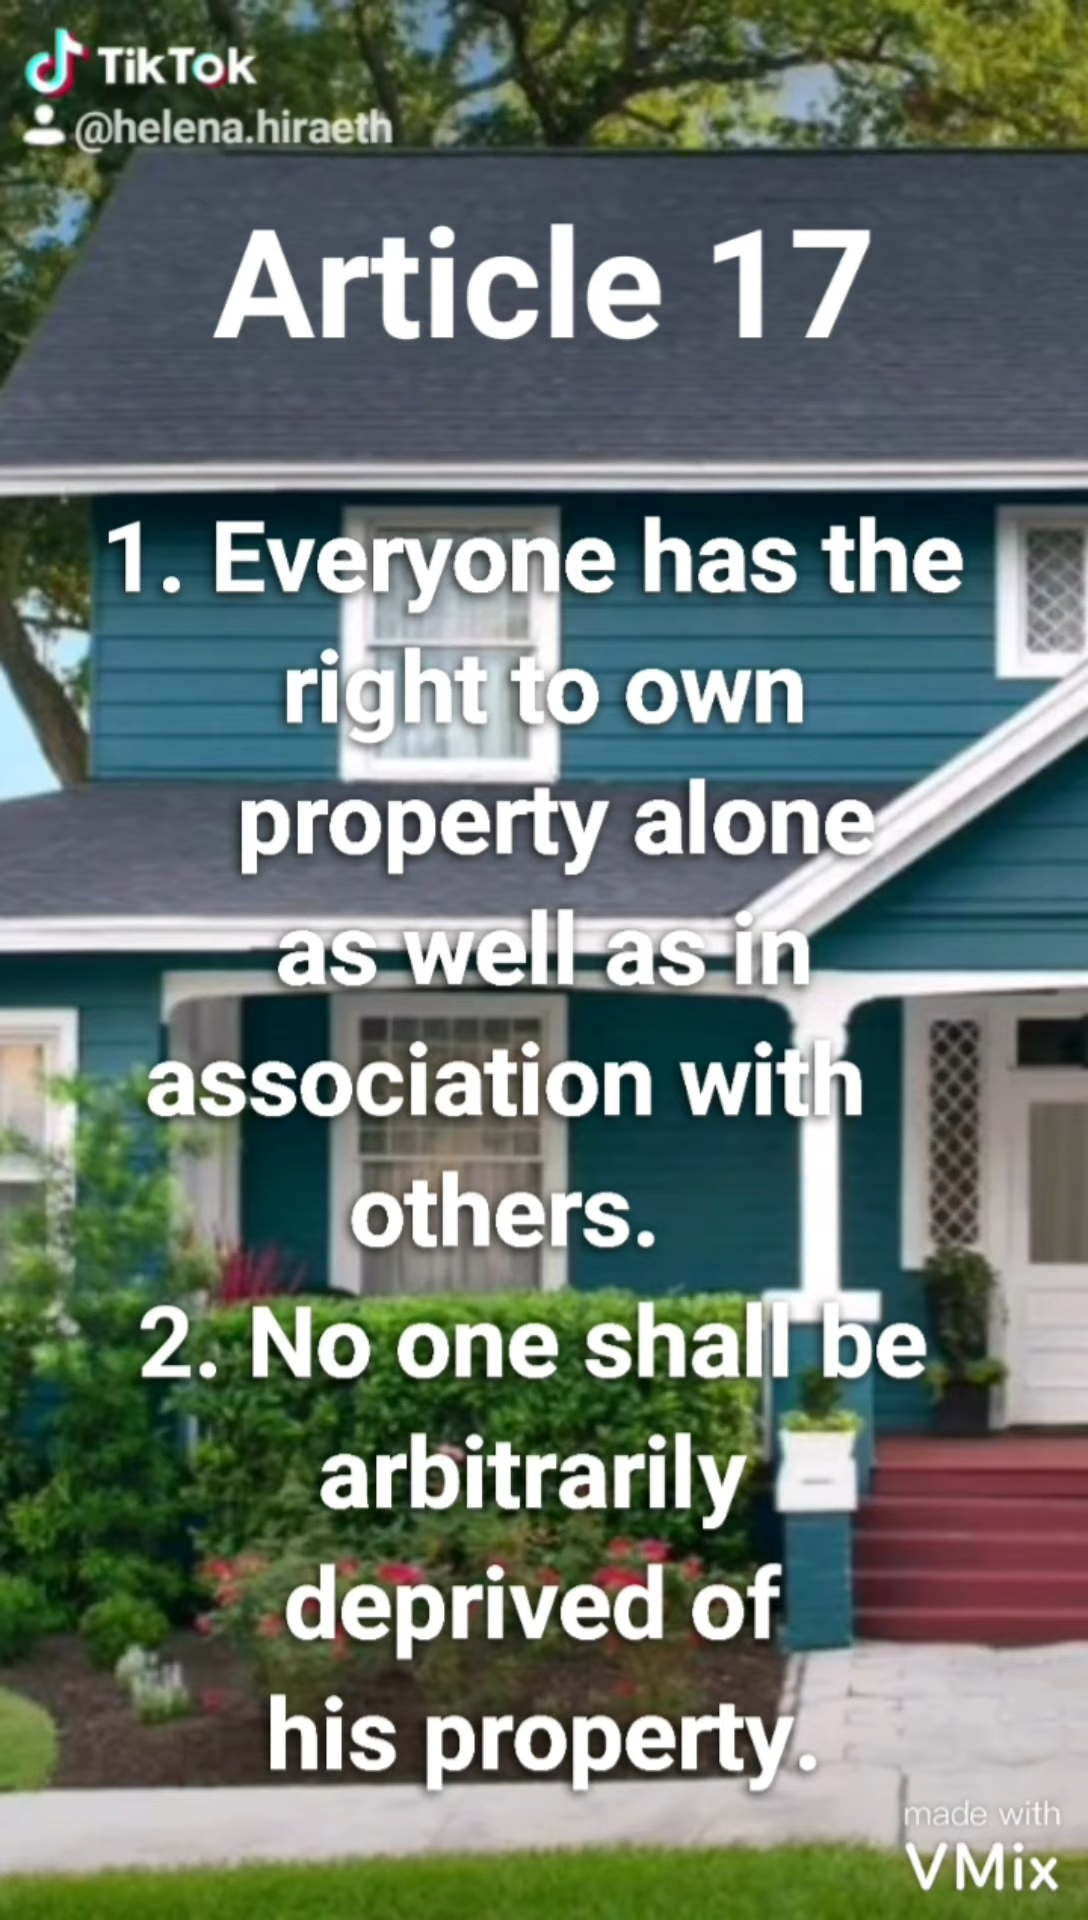 TikTok
@helena.hiraeth
Article 17
1. Everyone has the
right to own
property alone
as well as in
association with
others.
2. No one shall be
arbitrarily
deprived of
his property.
made with
VMix